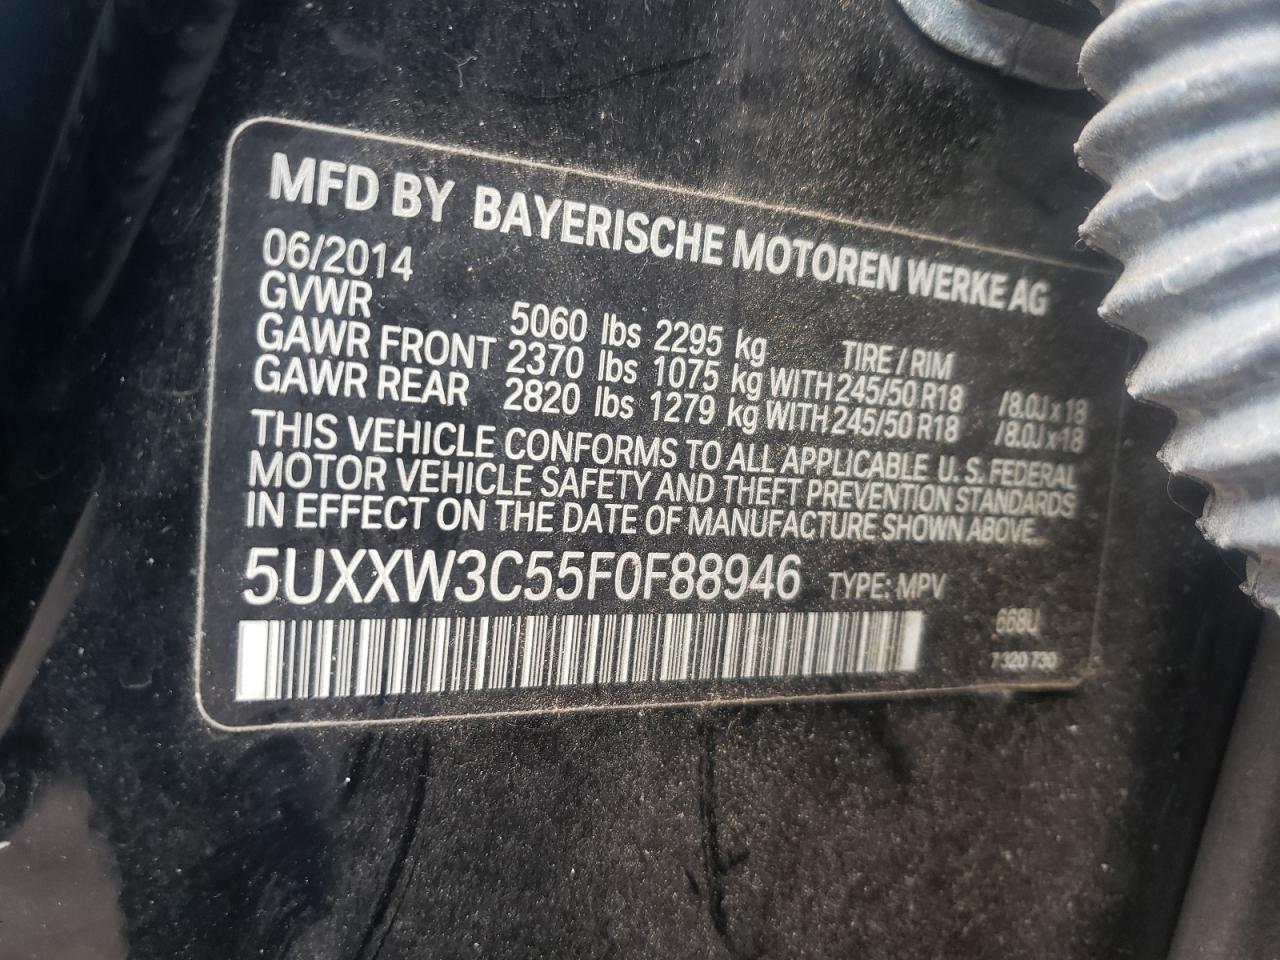 MFD BY BAYERISCHE MOTOREN WERKE AG
06/2014
GVWR 5060 lbs 2295 kg TIRE / RIM
GAWR FRONT 2370 lbs 1075 kg WITH 245/50 R18 /8.0J x 18
GAWR REAR 2820 lbs 1279 kg WITH 245/50 R18 /8.0J x 18
THIS VEHICLE CONFORMS TO ALL APPLICABLE U.S. FEDERAL
MOTOR VEHICLE SAFETY AND THEFT PREVENTION STANDARDS
IN EFFECT ON THE DATE OF MANUFACTURE SHOWN ABOVE.
5UXXW3C55F0F88946 TYPE: MPV
668U
7 320 730